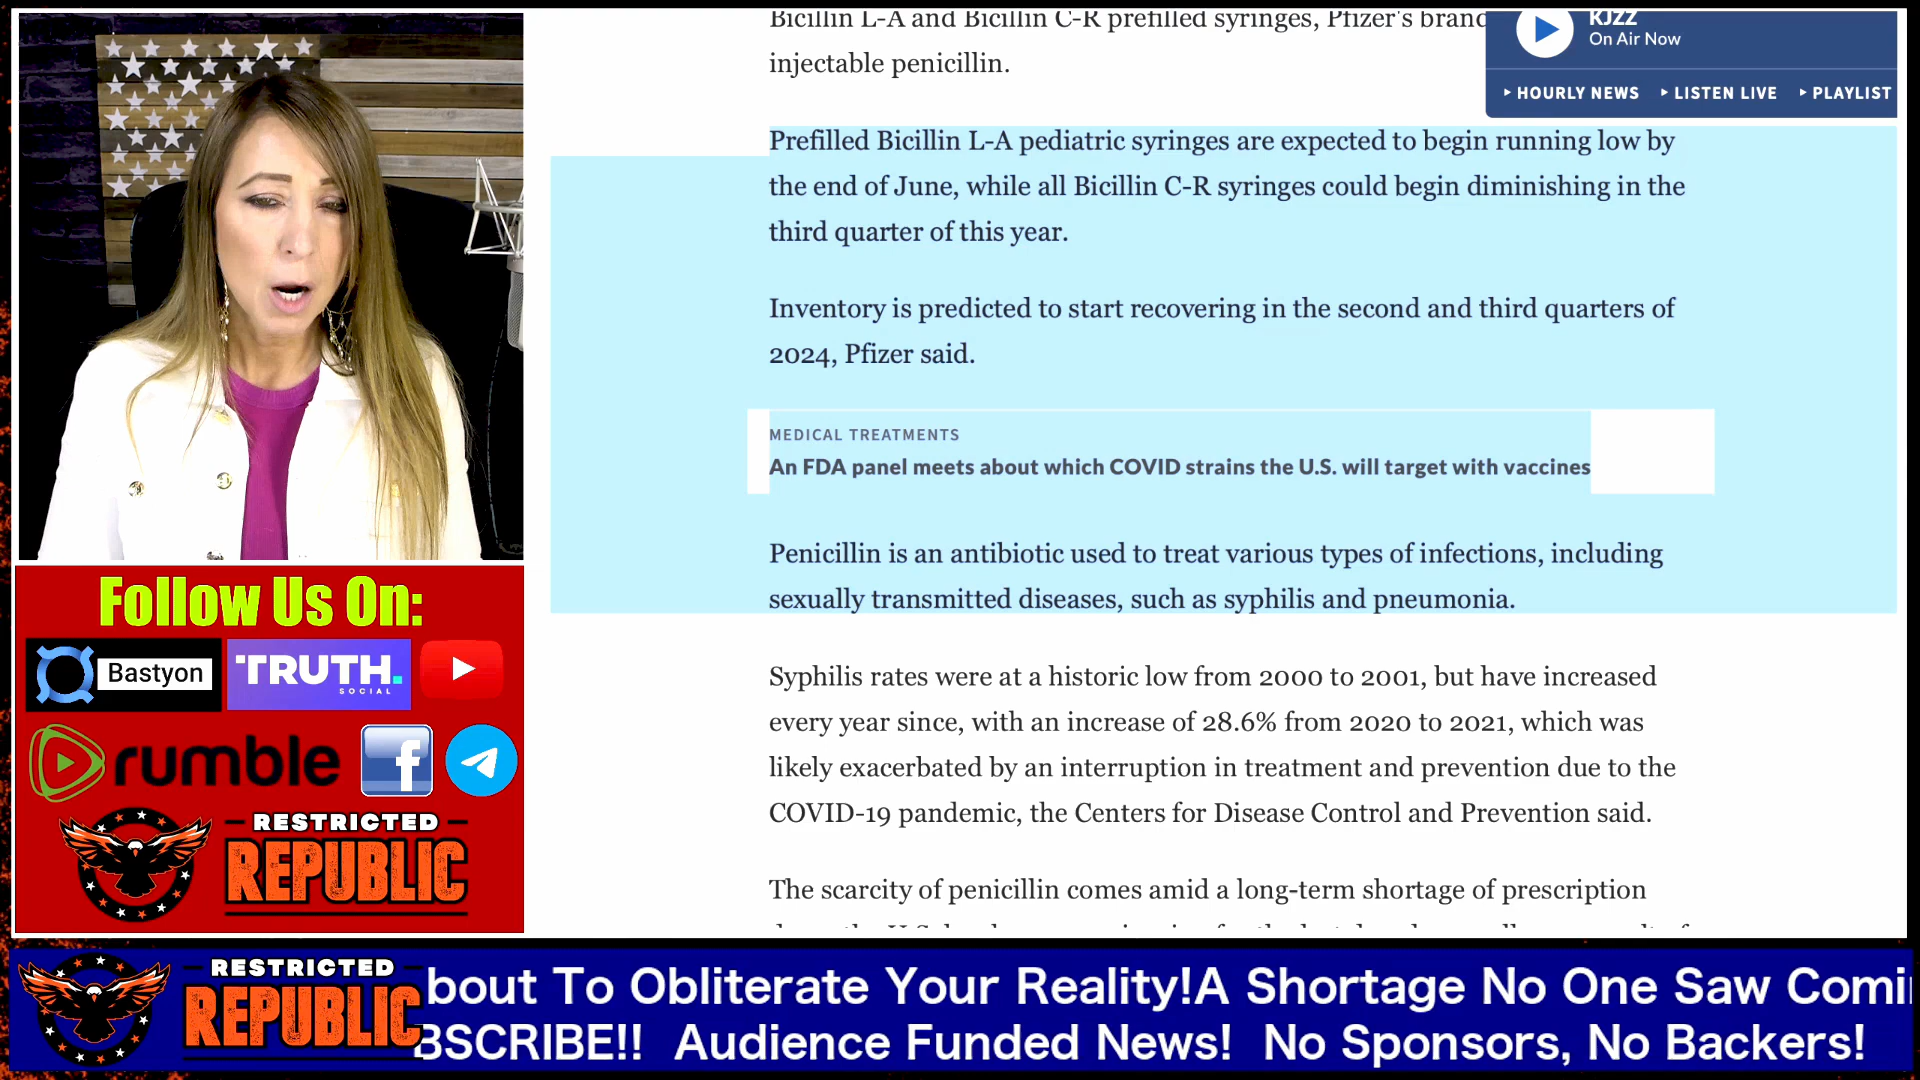 Bicillin L-A and Bicillin C-R prefilled syringes, Pfizer's brand
injectable penicillin.
KJZZ
On Air Now
HOURLY NEWS LISTEN LIVE PLAYLIST
Prefilled Bicillin L-A pediatric syringes are expected to begin running low by
the end of June, while all Bicillin C-R syringes could begin diminishing in the
third quarter of this year.
Inventory is predicted to start recovering in the second and third quarters of
2024, Pfizer said.
MEDICAL TREATMENTS
An FDA panel meets about which COVID strains the U.S. will target with vaccines
Penicillin is an antibiotic used to treat various types of infections, including
sexually transmitted diseases, such as syphilis and pneumonia.
Syphilis rates were at a historic low from 2000 to 2001, but have increased
every year since, with an increase of 28.6% from 2020 to 2021, which was
likely exacerbated by an interruption in treatment and prevention due to the
COVID-19 pandemic, the Centers for Disease Control and Prevention said.
The scarcity of penicillin comes amid a long-term shortage of prescription
Follow Us On:
Bastyon
TRUTH.
SOCIAL
rumble
RESTRICTED
REPUBLIC
RESTRICTED
REPUBLIC
bout To Obliterate Your Reality!A Shortage No One Saw Comi
BSCRIBE!! Audience Funded News! No Sponsors, No Backers!